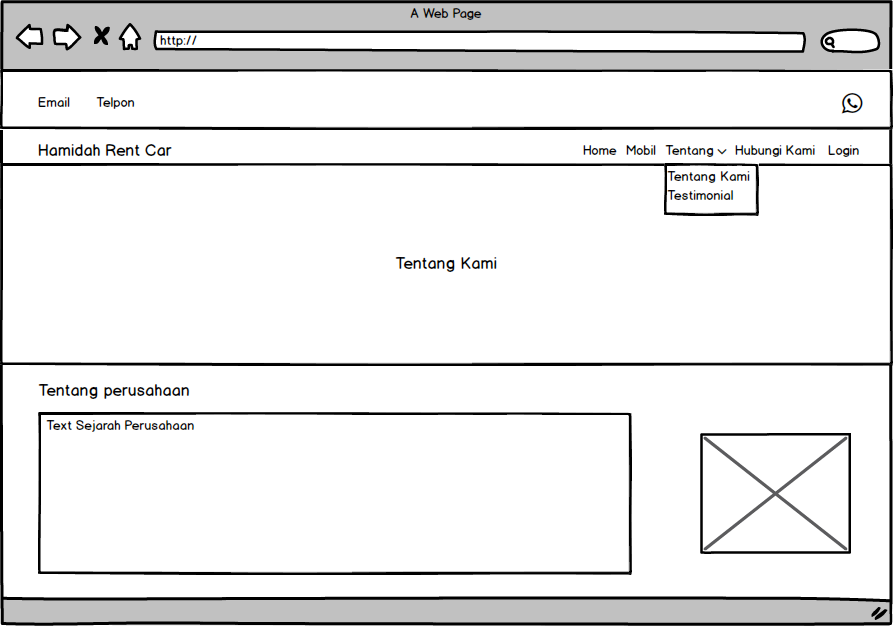 A Web Page
http://
Email Telpon
Hamidah Rent Car Home Mobil Tentang Hubungi Kami Login
Tentang Kami
Testimonial
Tentang Kami
Tentang perusahaan
Text Sejarah Perusahaan